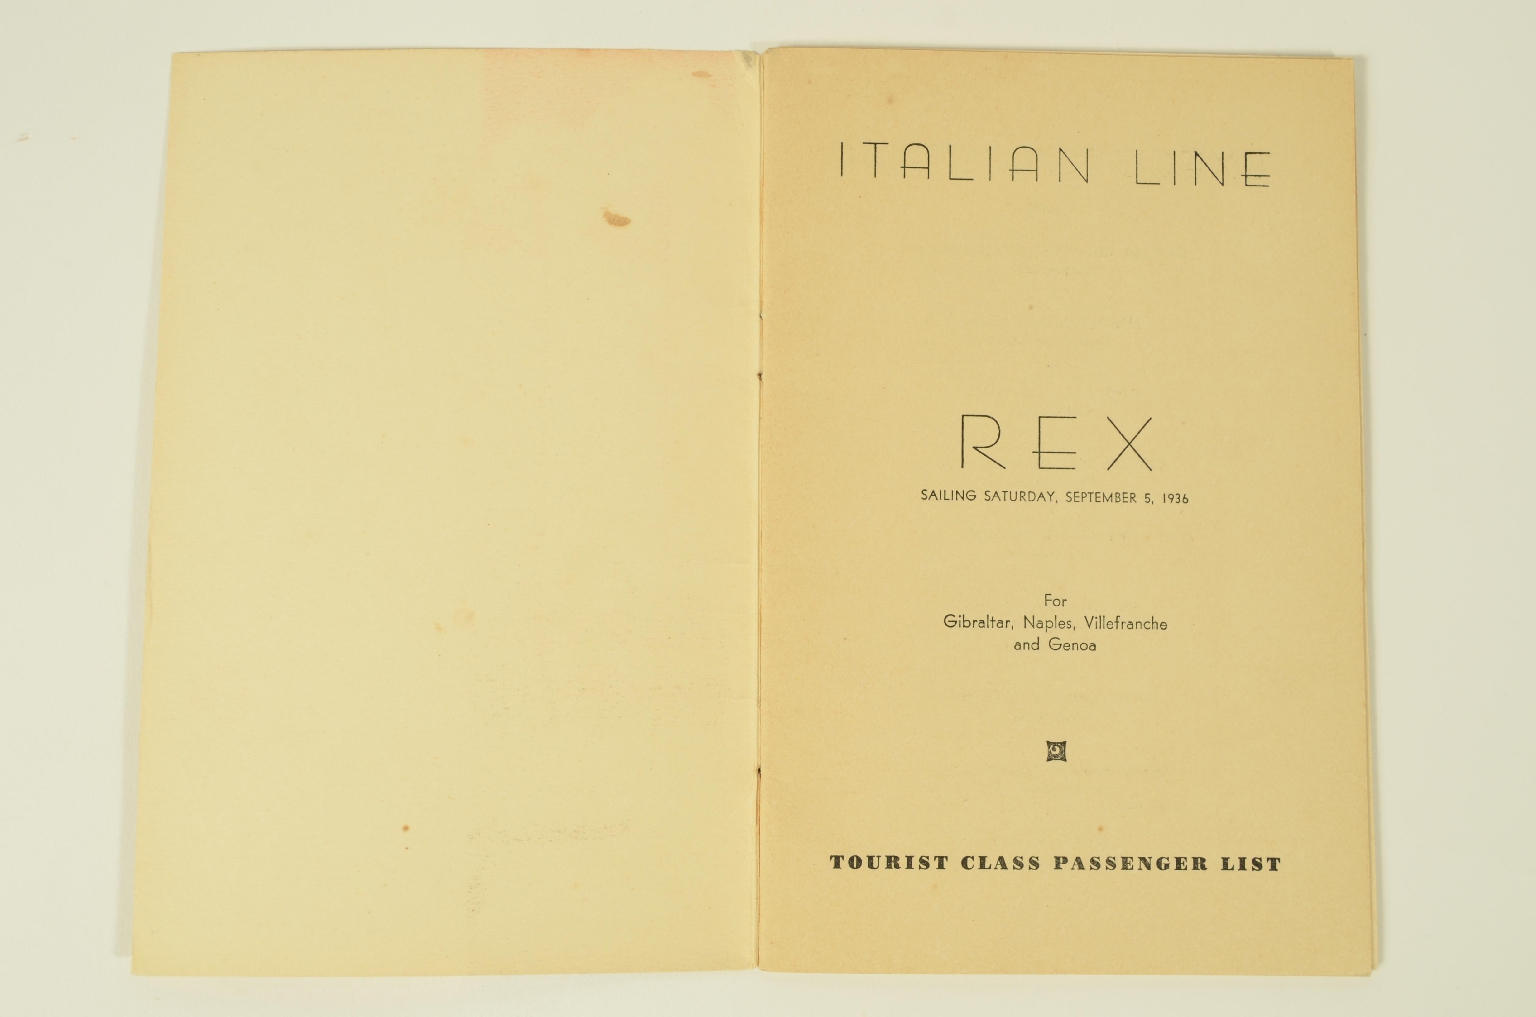 ITALIAN LINE
REX
SAILING SATURDAY, SEPTEMBER 5, 1936
For
Gibraltar, Naples, Villefranche
and Genoa
TOURIST CLASS PASSENGER LIST